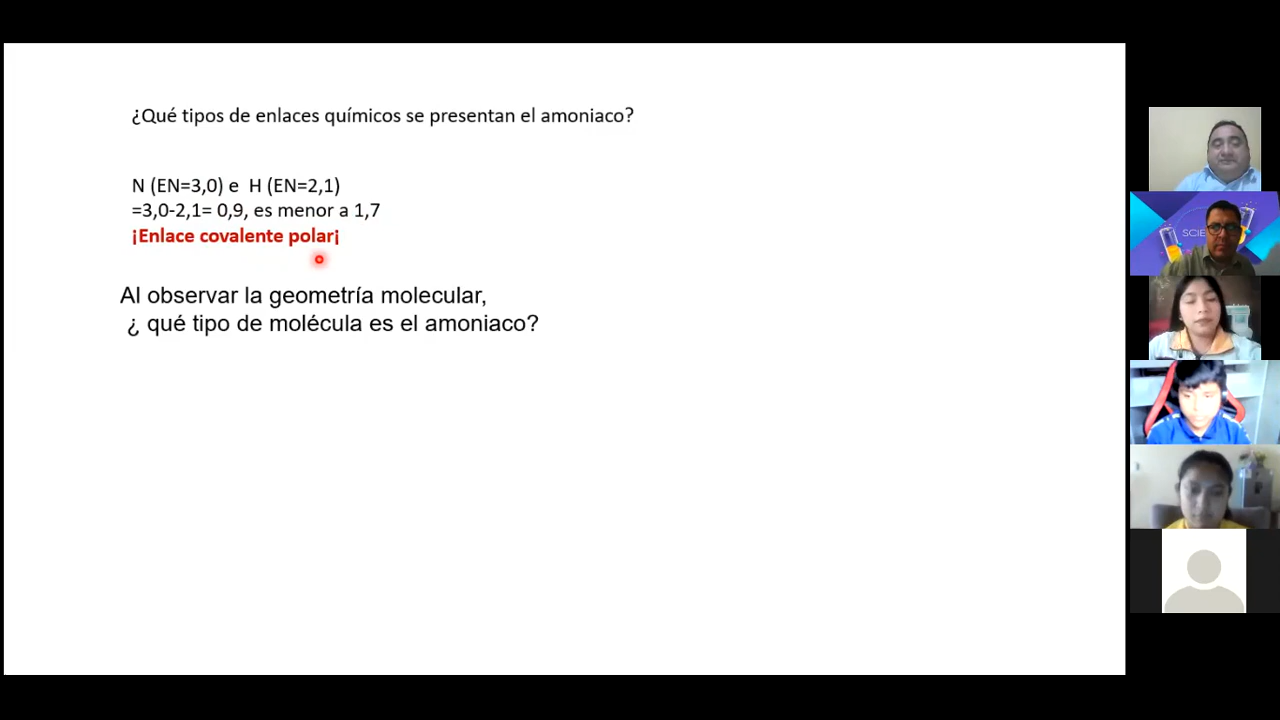 ¿Qué tipos de enlaces químicos se presentan el amoniaco?
N (EN=3,0) e H (EN=2,1)
=3,0-2,1= 0,9, es menor a 1,7
¡Enlace covalente polar¡
Al observar la geometría molecular,
¿ qué tipo de molécula es el amoniaco?
SCIE